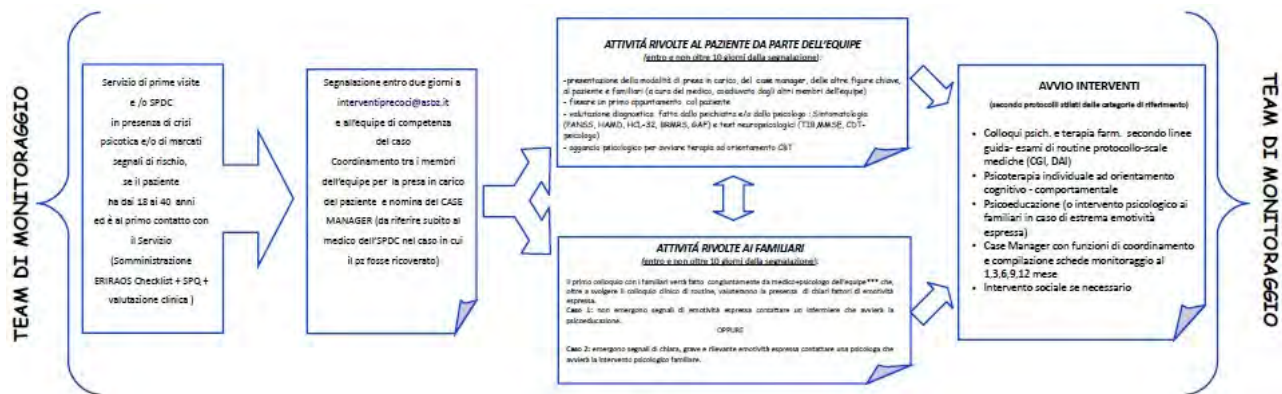 TEAM DI MONITORAGGIO
Servizio di prime visite
e /o SPDC
in presenza di crisi
psicotica e/o di marcati
segnali di rischio,
se il paziente
ha dai 18 ai 40 anni
ed è al primo contatto con
il Servizio
(Somministrazione
ERIRAOS Checklist + SPQ +
valutazione clinica )
Segnalazione entro due giorni a
interventiprecoci@asbz.it
e all'equipe di competenza
del caso
Coordinamento tra i membri
dell'equipe per la presa in carico
del paziente e nomina del CASE
MANAGER (da riferire subito al
medico dell'SPDC nel caso in cui
il pz fosse ricoverato)
ATTIVITÁ RIVOLTE AL PAZIENTE DA PARTE DELL'EQUIPE
(entro e non oltre 10 giorni dalla segnalazione):
-presentazione della modalità di presa in carico, del case manager, delle altre figure chiave,
al paziente e familiari (a cura del medico, coadiuvato dagli altri membri dell'equipe)
- fissare un primo appuntamento col paziente
- valutazione diagnostica fatta dallo psichiatra e/o dallo psicologo : Sintomatologia
(PANSS, HAMD, HCL-32, BRMRS, GAF) e test neuropsicologici (TIB,MMSE, CDT-
psicologo)
- aggancio psicologico per avviare terapia ad orientamento CBT
ATTIVITÁ RIVOLTE AI FAMILIARI
(entro e non oltre 10 giorni dalla segnalazione):
Il primo colloquio con i familiari verrà fatto congiuntamente da medico+psicologo dell'equipe*** che,
oltre a svolgere il colloquio clinico di routine, valuteranno la presenza di chiari fattori di emotività
espressa.
Caso 1: non emergono segnali di emotività espressa contattare un infermiere che avvierà la
psicoeducazione.
OPPURE
Caso 2: emergono segnali di chiara, grave e rilevante emotività espressa contattare una psicologa che
avvierà la intervento psicologico familiare.
AVVIO INTERVENTI
(secondo protocolli stilati delle categorie di riferimento)
• Colloqui psich. e terapia farm. secondo linee
guida- esami di routine protocollo-scale
mediche (CGI, DAI)
• Psicoterapia individuale ad orientamento
cognitivo - comportamentale
• Psicoeducazione (o intervento psicologico ai
familiari in caso di estrema emotività
espressa)
• Case Manager con funzioni di coordinamento
e compilazione schede monitoraggio al
1,3,6,9,12 mese
• Intervento sociale se necessario
TEAM DI MONITORAGGIO